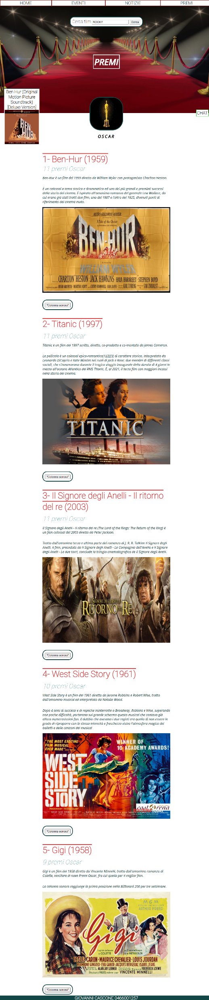 HOME
EVENTI
NOTIZIE
PREMI
Cerca film ROCKY Cerca
PREMI
Ben Hur (Original
Motion Picture
Soundtrack)
[Deluxe Version]
BEN
HUR
CHAT
OSCAR
1- Ben-Hur (1959)
11 premi Oscar
Ben-Hur è un film del 1959 diretto da William Wyler con protagonista Charlton Heston.
È un colossal a tema storico e drammatico ed uno dei più grandi e premiati successi
della storia del cinema. È ispirato all'omonimo romanzo del generale Lew Wallace, da
cui erano già stati tratti due film, uno del 1907 e l'altro del 1925, divenuti punti di
riferimento del cinema muto.
METRO-GOLDWYN-MAYER
A Tale of the Christ
BEN HUR
WILLIAM WYLER
CHARLTON HESTON · JACK HAWKINS
HAYA HARAREET · STEPHEN BOYD
HUGH GRIFFITH · MARTHA SCOTT with CATHY O'DONNELL · SAM JAFFE
KARL TUNBERG
SAM ZIMBALIST
TECHNICOLOR
"Colonna sonora"
2- Titanic (1997)
11 premi Oscar
Titanic è un film del 1997 scritto, diretto, co-prodotto e co-montato da James Cameron.
La pellicola è un colossal epico-romantico[1][2][3] di carattere storico, interpretato da
Leonardo DiCaprio e Kate Winslet nei ruoli di Jack e Rose; due membri di differenti classi
sociali, che s'innamorano durante il tragico viaggio inaugurale della durata di 4 giorni in
mezzo all'oceano Atlantico del RMS Titanic. È, al 2021, il terzo film con maggiori incassi
nella storia del cinema.
TITANIC
"Colonna sonora"
3- Il Signore degli Anelli - Il ritorno
del re (2003)
11 premi Oscar
Il Signore degli Anelli - Il ritorno del re (The Lord of the Rings: The Return of the King) è
un film colossal del 2003 diretto da Peter Jackson.
Tratto dall'omonima terza e ultima parte del romanzo di J. R. R. Tolkien Il Signore degli
Anelli. Il film, preceduto da Il Signore degli Anelli - La Compagnia dell'Anello e Il Signore
degli Anelli - Le due torri, conclude la trilogia cinematografica de Il Signore degli Anelli.
IL SIGNORE DEGLI ANELLI
IL RITORNO DEL RE
"Colonna sonora"
4- West Side Story (1961)
10 premi Oscar
West Side Story è un film del 1961 diretto da Jerome Robbins e Robert Wise, tratto
dall'omonimo musical ed interpretato da Natalie Wood.
Dopo 4 anni di successi e di repliche ininterrotte a Broadway, Robbins e Wise, superando
non poche difficoltà, portarono sul grande schermo questo musical che contava già
allora numerosissimi fan. Il dubbio che avevano i due registi era quello di non essere in
grado di riproporre con la stessa intensità e freschezza visiva l'atmosfera magica dei
balletti e delle canzoni del musical
"THE MOST EXCITING
FILM MUSICAL
EVER MADE"
WINNER OF
10 ACADEMY AWARDS!
WEST
SIDE
STORY
PANAVISION® TECHNICOLOR®
"WEST SIDE STORY"
NATALIE WOOD
BOLOGNATODAY
"Colonna sonora"
5- Gigi (1958)
9 premi Oscar
Gigi è un film del 1958 diretto da Vincente Minnelli, tratto dall'omonimo romanzo di
Colette, vincitore di nove Premi Oscar, fra cui quello per il miglior film.
La colonna sonora raggiunge la prima posizione nella Billboard 200 per tre settimane.
M·G·M
ARTHUR FREED
Gigi
COLETTE
CINEMASCOPE
METROCOLOR
LESLIE CARON · MAURICE CHEVALIER · LOUIS JOURDAN
HERMIONE GINGOLD · EVA GABOR · JACQUES BERGERAC · ISABEL JEANS
ALAN JAY LERNER
FREDERICK LOEWE
Réalisé à PARIS même par VINCENTE MINNELLI
"Colonna sonora"
GIOVANNI CASCONE 0466001257